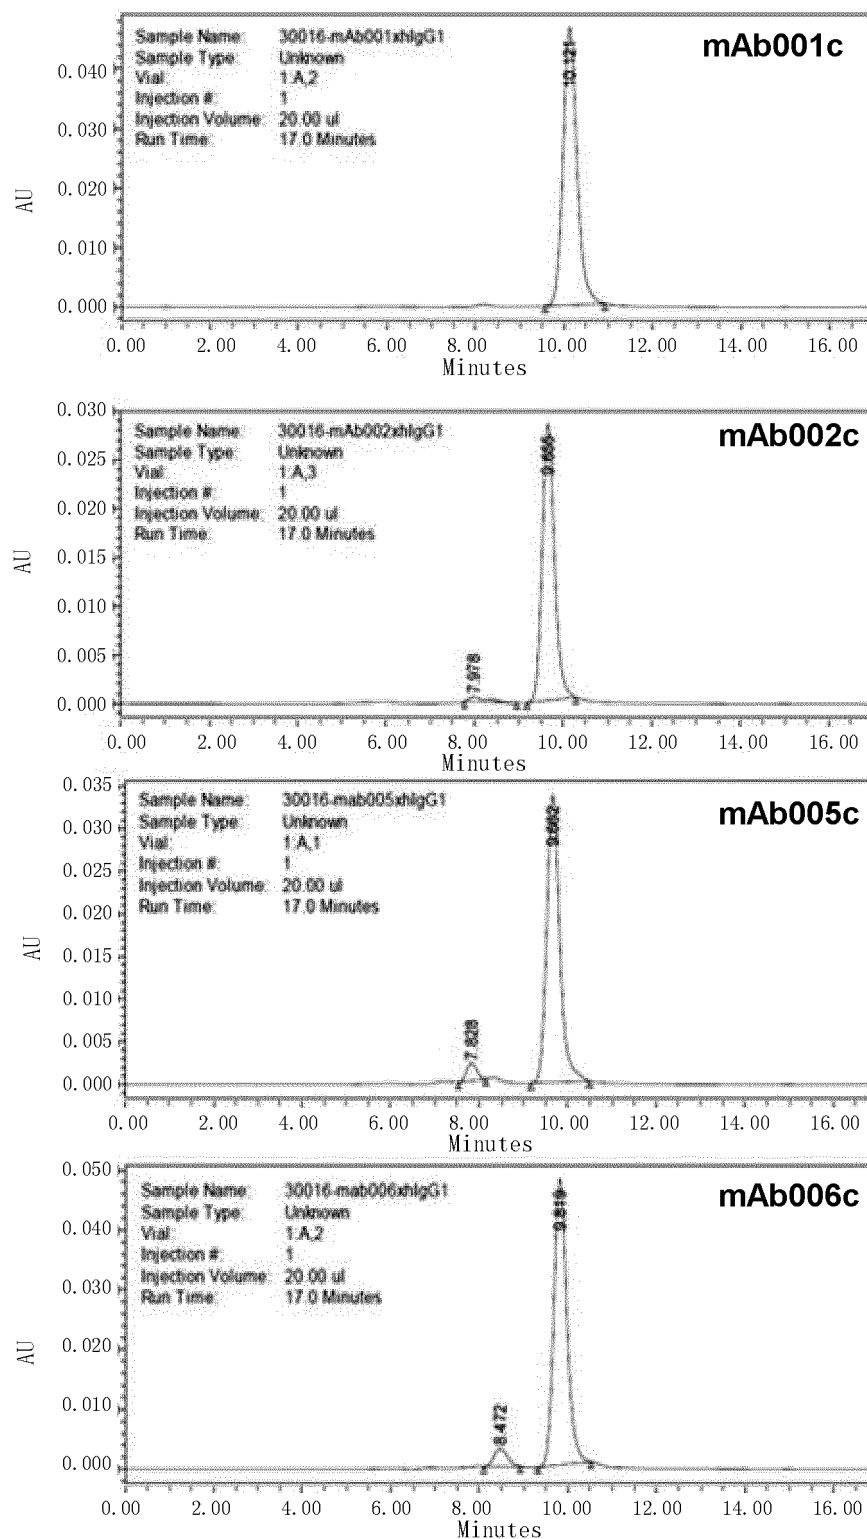 mAb001c
Sample Name: 30016-mAb001xhIgG1
Sample Type: Unknown
Vial: 1:A,2
Injection #: 1
Injection Volume: 20.00 ul
Run Time: 17.0 Minutes
10.121
AU
0.040
0.030
0.020
0.010
0.000
0.00 2.00 4.00 6.00 8.00 10.00 12.00 14.00 16.00
Minutes
mAb002c
Sample Name: 30016-mAb002xhIgG1
Sample Type: Unknown
Vial: 1:A,3
Injection #: 1
Injection Volume: 20.00 ul
Run Time: 17.0 Minutes
7.978
AU
0.030
0.025
0.020
0.015
0.010
0.005
0.000
0.00 2.00 4.00 6.00 8.00 10.00 12.00 14.00 16.00
Minutes
mAb005c
Sample Name: 30016-mab005xhIgG1
Sample Type: Unknown
Vial: 1:A,1
Injection #: 1
Injection Volume: 20.00 ul
Run Time: 17.0 Minutes
7.828
9.662
AU
0.035
0.030
0.025
0.020
0.015
0.010
0.005
0.000
0.00 2.00 4.00 6.00 8.00 10.00 12.00 14.00 16.00
Minutes
mAb006c
Sample Name: 30016-mab006xhIgG1
Sample Type: Unknown
Vial: 1:A,2
Injection #: 1
Injection Volume: 20.00 ul
Run Time: 17.0 Minutes
8.472
9.819
AU
0.050
0.040
0.030
0.020
0.010
0.000
0.00 2.00 4.00 6.00 8.00 10.00 12.00 14.00 16.00
Minutes